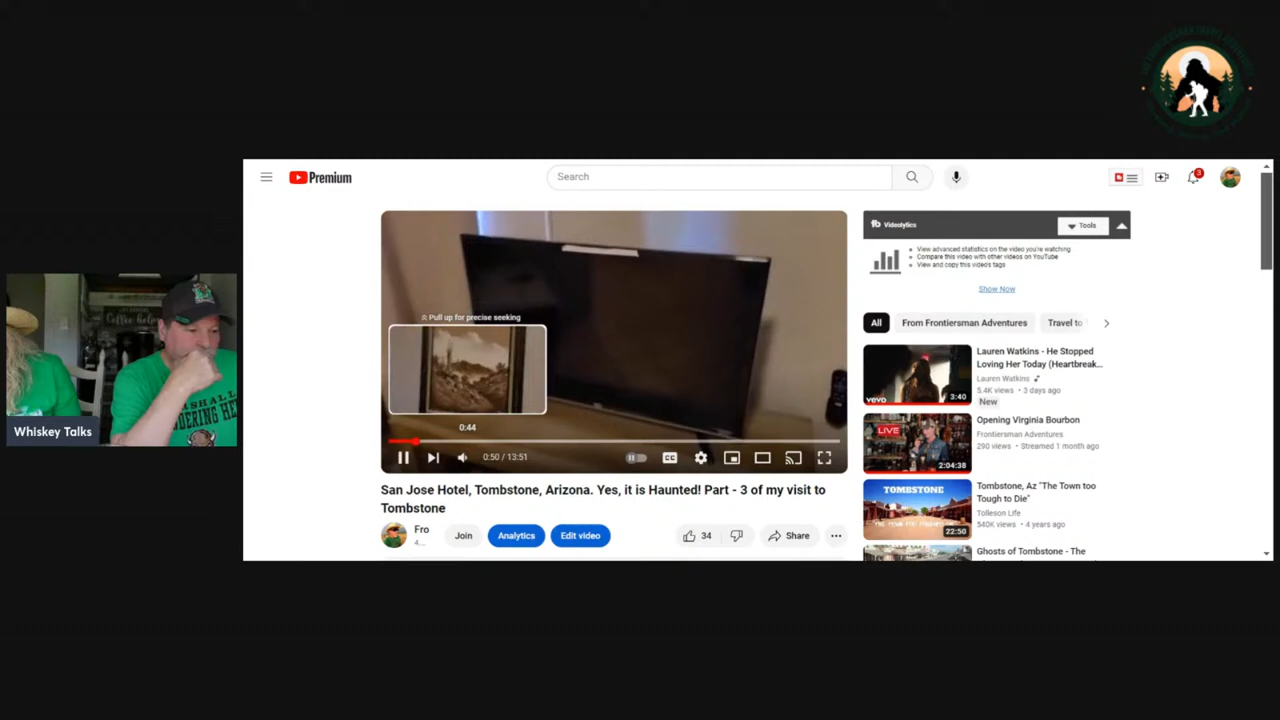 Premium
Search
3
Videolytics
Tools
View advanced statistics on the video you're watching
Compare this video with other videos on YouTube
View and copy this video's tags
Show Now
Pull up for precise seeking
0:44
0:50 / 13:51
CC
San Jose Hotel, Tombstone, Arizona. Yes, it is Haunted! Part - 3 of my visit to
Tombstone
Fro
4...
Join
Analytics
Edit video
34
Share
All
From Frontiersman Adventures
Travel to
Lauren Watkins - He Stopped
Loving Her Today (Heartbreak...
Lauren Watkins
5.4K views • 3 days ago
New
vevo
3:40
Opening Virginia Bourbon
Frontiersman Adventures
290 views • Streamed 1 month ago
LIVE
2:04:38
Tombstone, Az "The Town too
Tough to Die"
Tolleson Life
540K views • 4 years ago
TOMBSTONE
22:50
Ghosts of Tombstone - The
Whiskey Talks
Coffee